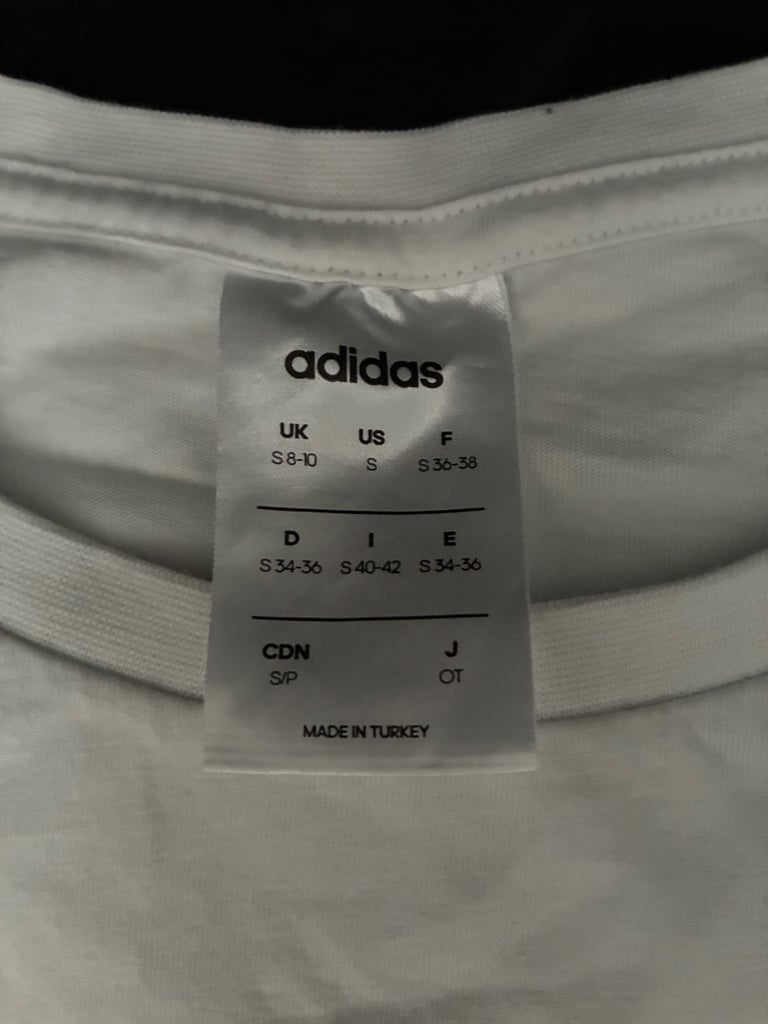 adidas
UK US F
S 8-10 S S 36-38
D I E
S 34-36 S 40-42 S 34-36
CDN J
S/P OT
MADE IN TURKEY